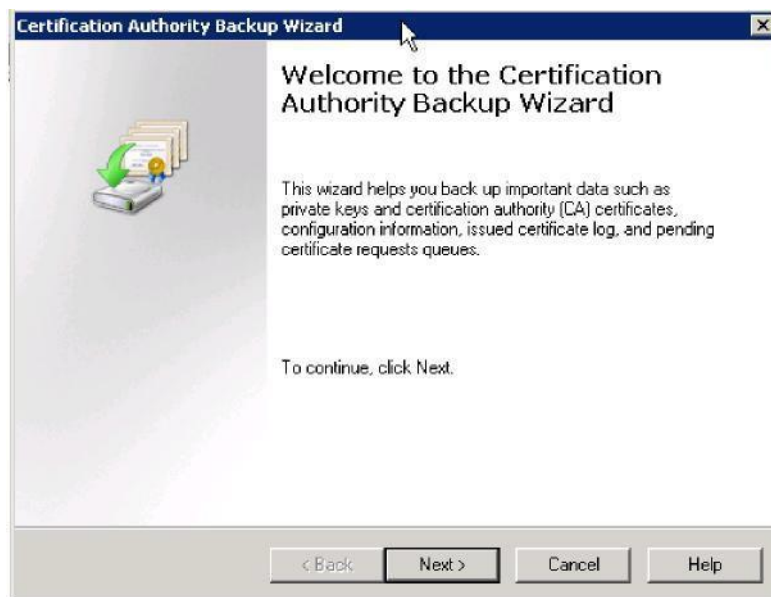 Certification Authority Backup Wizard
Welcome to the Certification
Authority Backup Wizard
This wizard helps you back up important data such as
private keys and certification authority (CA) certificates,
configuration information, issued certificate log, and pending
certificate requests queues.
To continue, click Next.
< Back
Next >
Cancel
Help